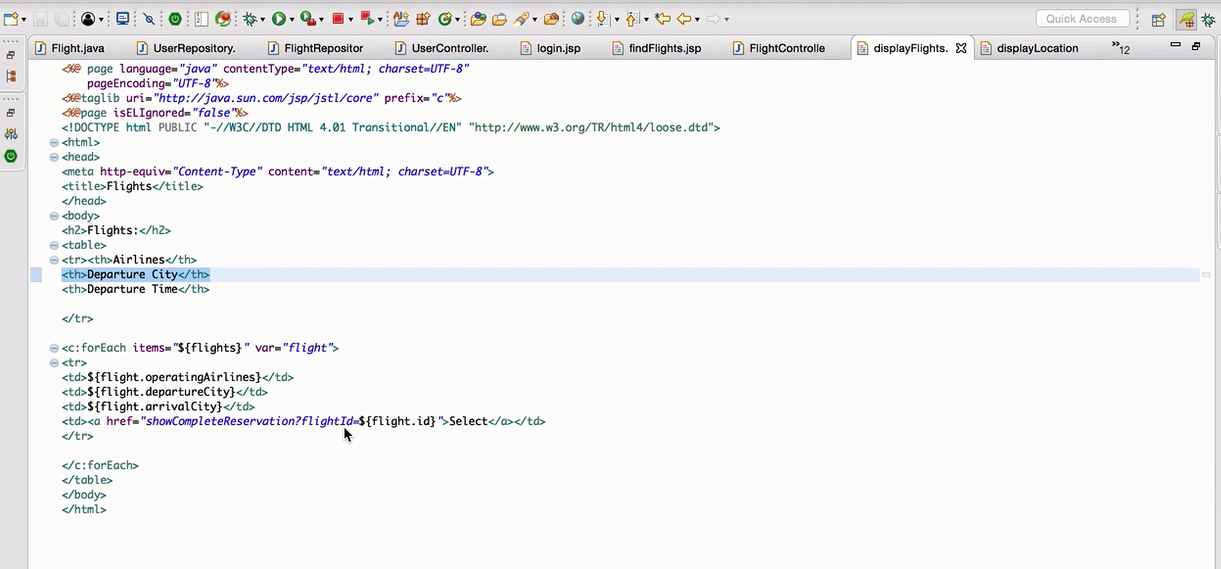 Quick Access
Flight.java
UserRepository.
FlightRepositor
UserController.
login.jsp
findFlights.jsp
FlightControlle
displayFlights.
displayLocation
»12
<%@ page language="java" contentType="text/html; charset=UTF-8"
pageEncoding="UTF-8"%>
<%@taglib uri="http://java.sun.com/jsp/jstl/core" prefix="c"%>
<%@page isELIgnored="false"%>
<!DOCTYPE html PUBLIC "-//W3C//DTD HTML 4.01 Transitional//EN" "http://www.w3.org/TR/html4/loose.dtd">
<html>
<head>
<meta http-equiv="Content-Type" content="text/html; charset=UTF-8">
<title>Flights</title>
</head>
<body>
<h2>Flights:</h2>
<table>
<tr><th>Airlines</th>
<th>Departure City</th>
<th>Departure Time</th>
</tr>
<c:forEach items="${flights}" var="flight">
<tr>
<td>${flight.operatingAirlines}</td>
<td>${flight.departureCity}</td>
<td>${flight.arrivalCity}</td>
<td><a href="showCompleteReservation?flightId=${flight.id}">Select</a></td>
</tr>
</c:forEach>
</table>
</body>
</html>